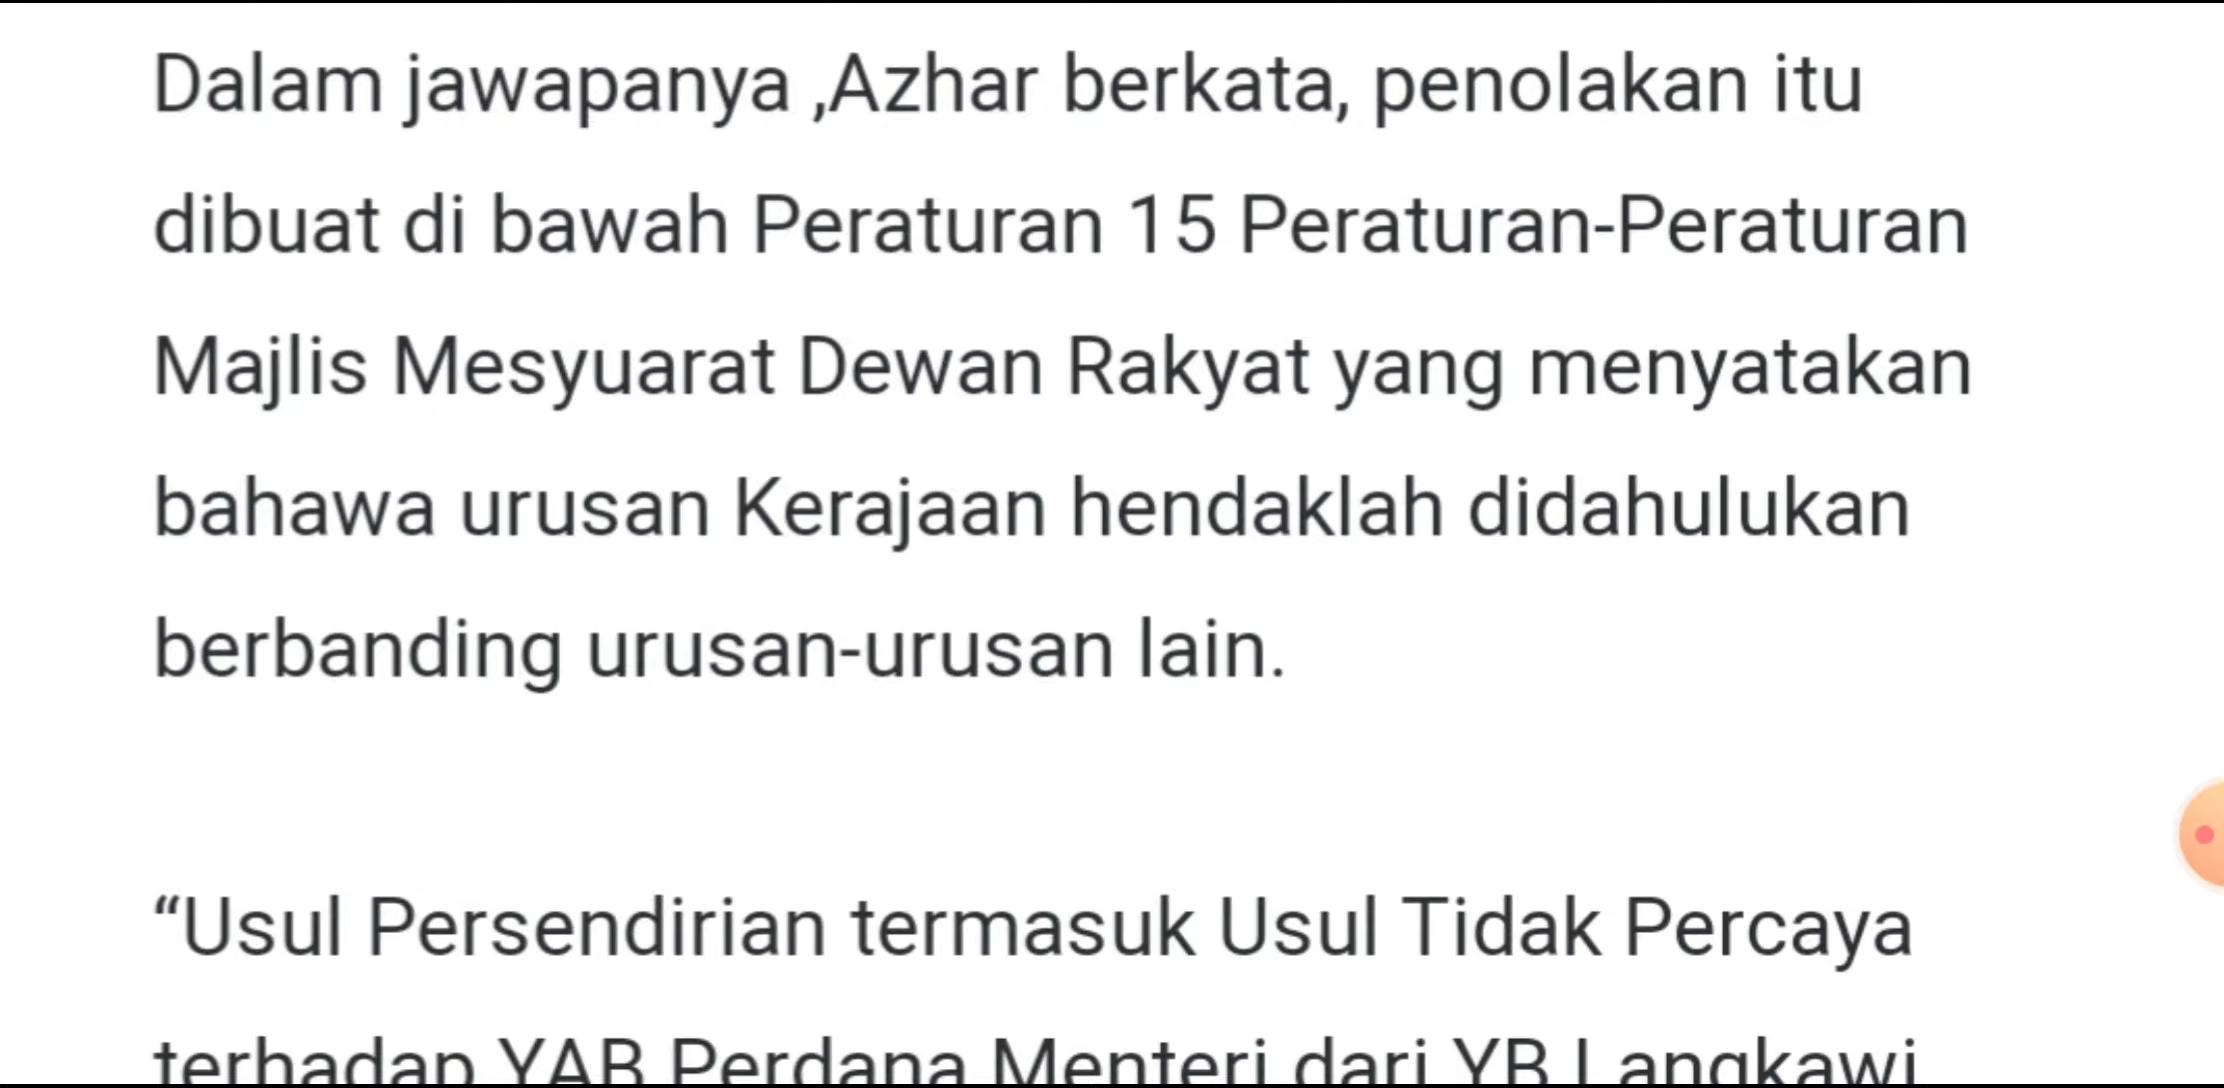 Dalam jawapanya ,Azhar berkata, penolakan itu
dibuat di bawah Peraturan 15 Peraturan-Peraturan
Majlis Mesyuarat Dewan Rakyat yang menyatakan
bahawa urusan Kerajaan hendaklah didahulukan
berbanding urusan-urusan lain.
“Usul Persendirian termasuk Usul Tidak Percaya
terhadap YAB Perdana Menteri dari YB Langkawi